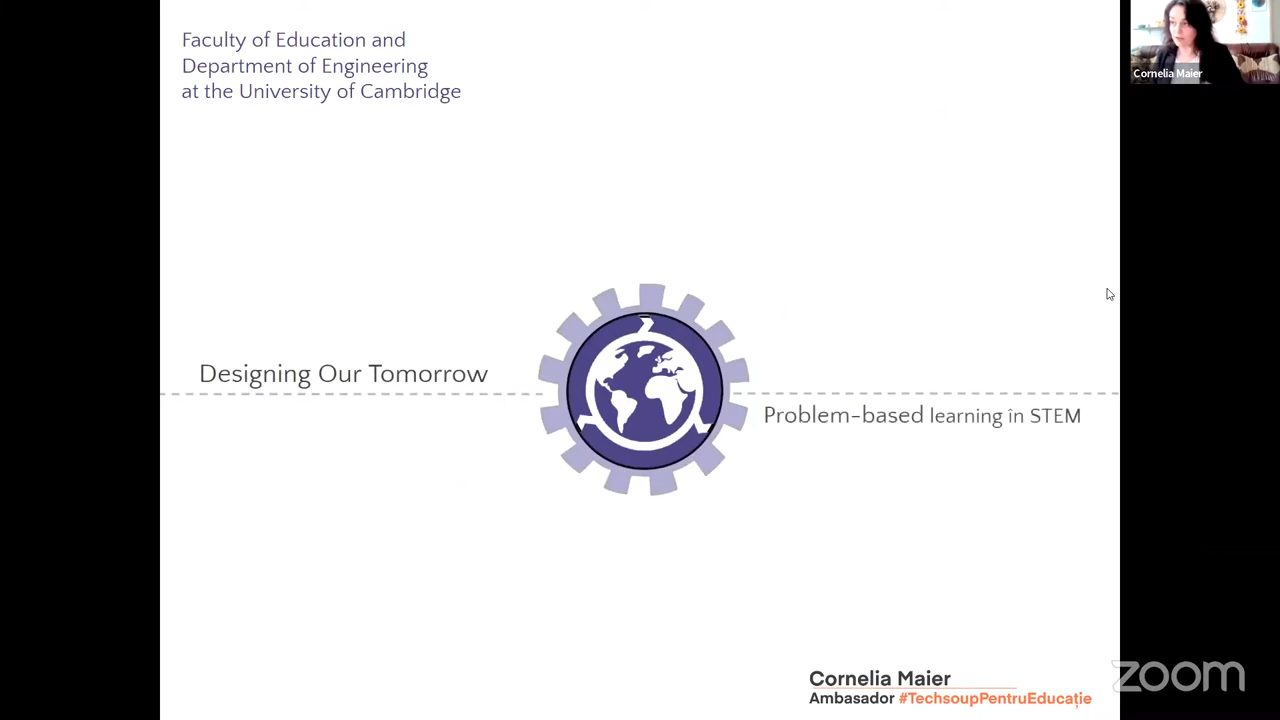 Faculty of Education and
Department of Engineering
at the University of Cambridge
Cornelia Maier
Designing Our Tomorrow
Problem-based learning în STEM
Cornelia Maier
Ambasador #TechsoupPentruEducație
zoom